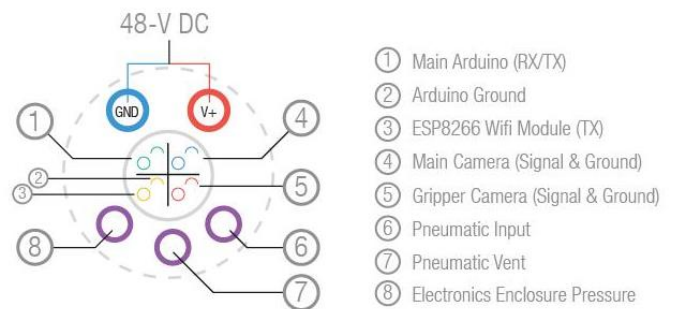 48-V DC
GND
V+
1
4
2
3
5
8
6
7
1 Main Arduino (RX/TX)
2 Arduino Ground
3 ESP8266 Wifi Module (TX)
4 Main Camera (Signal & Ground)
5 Gripper Camera (Signal & Ground)
6 Pneumatic Input
7 Pneumatic Vent
8 Electronics Enclosure Pressure